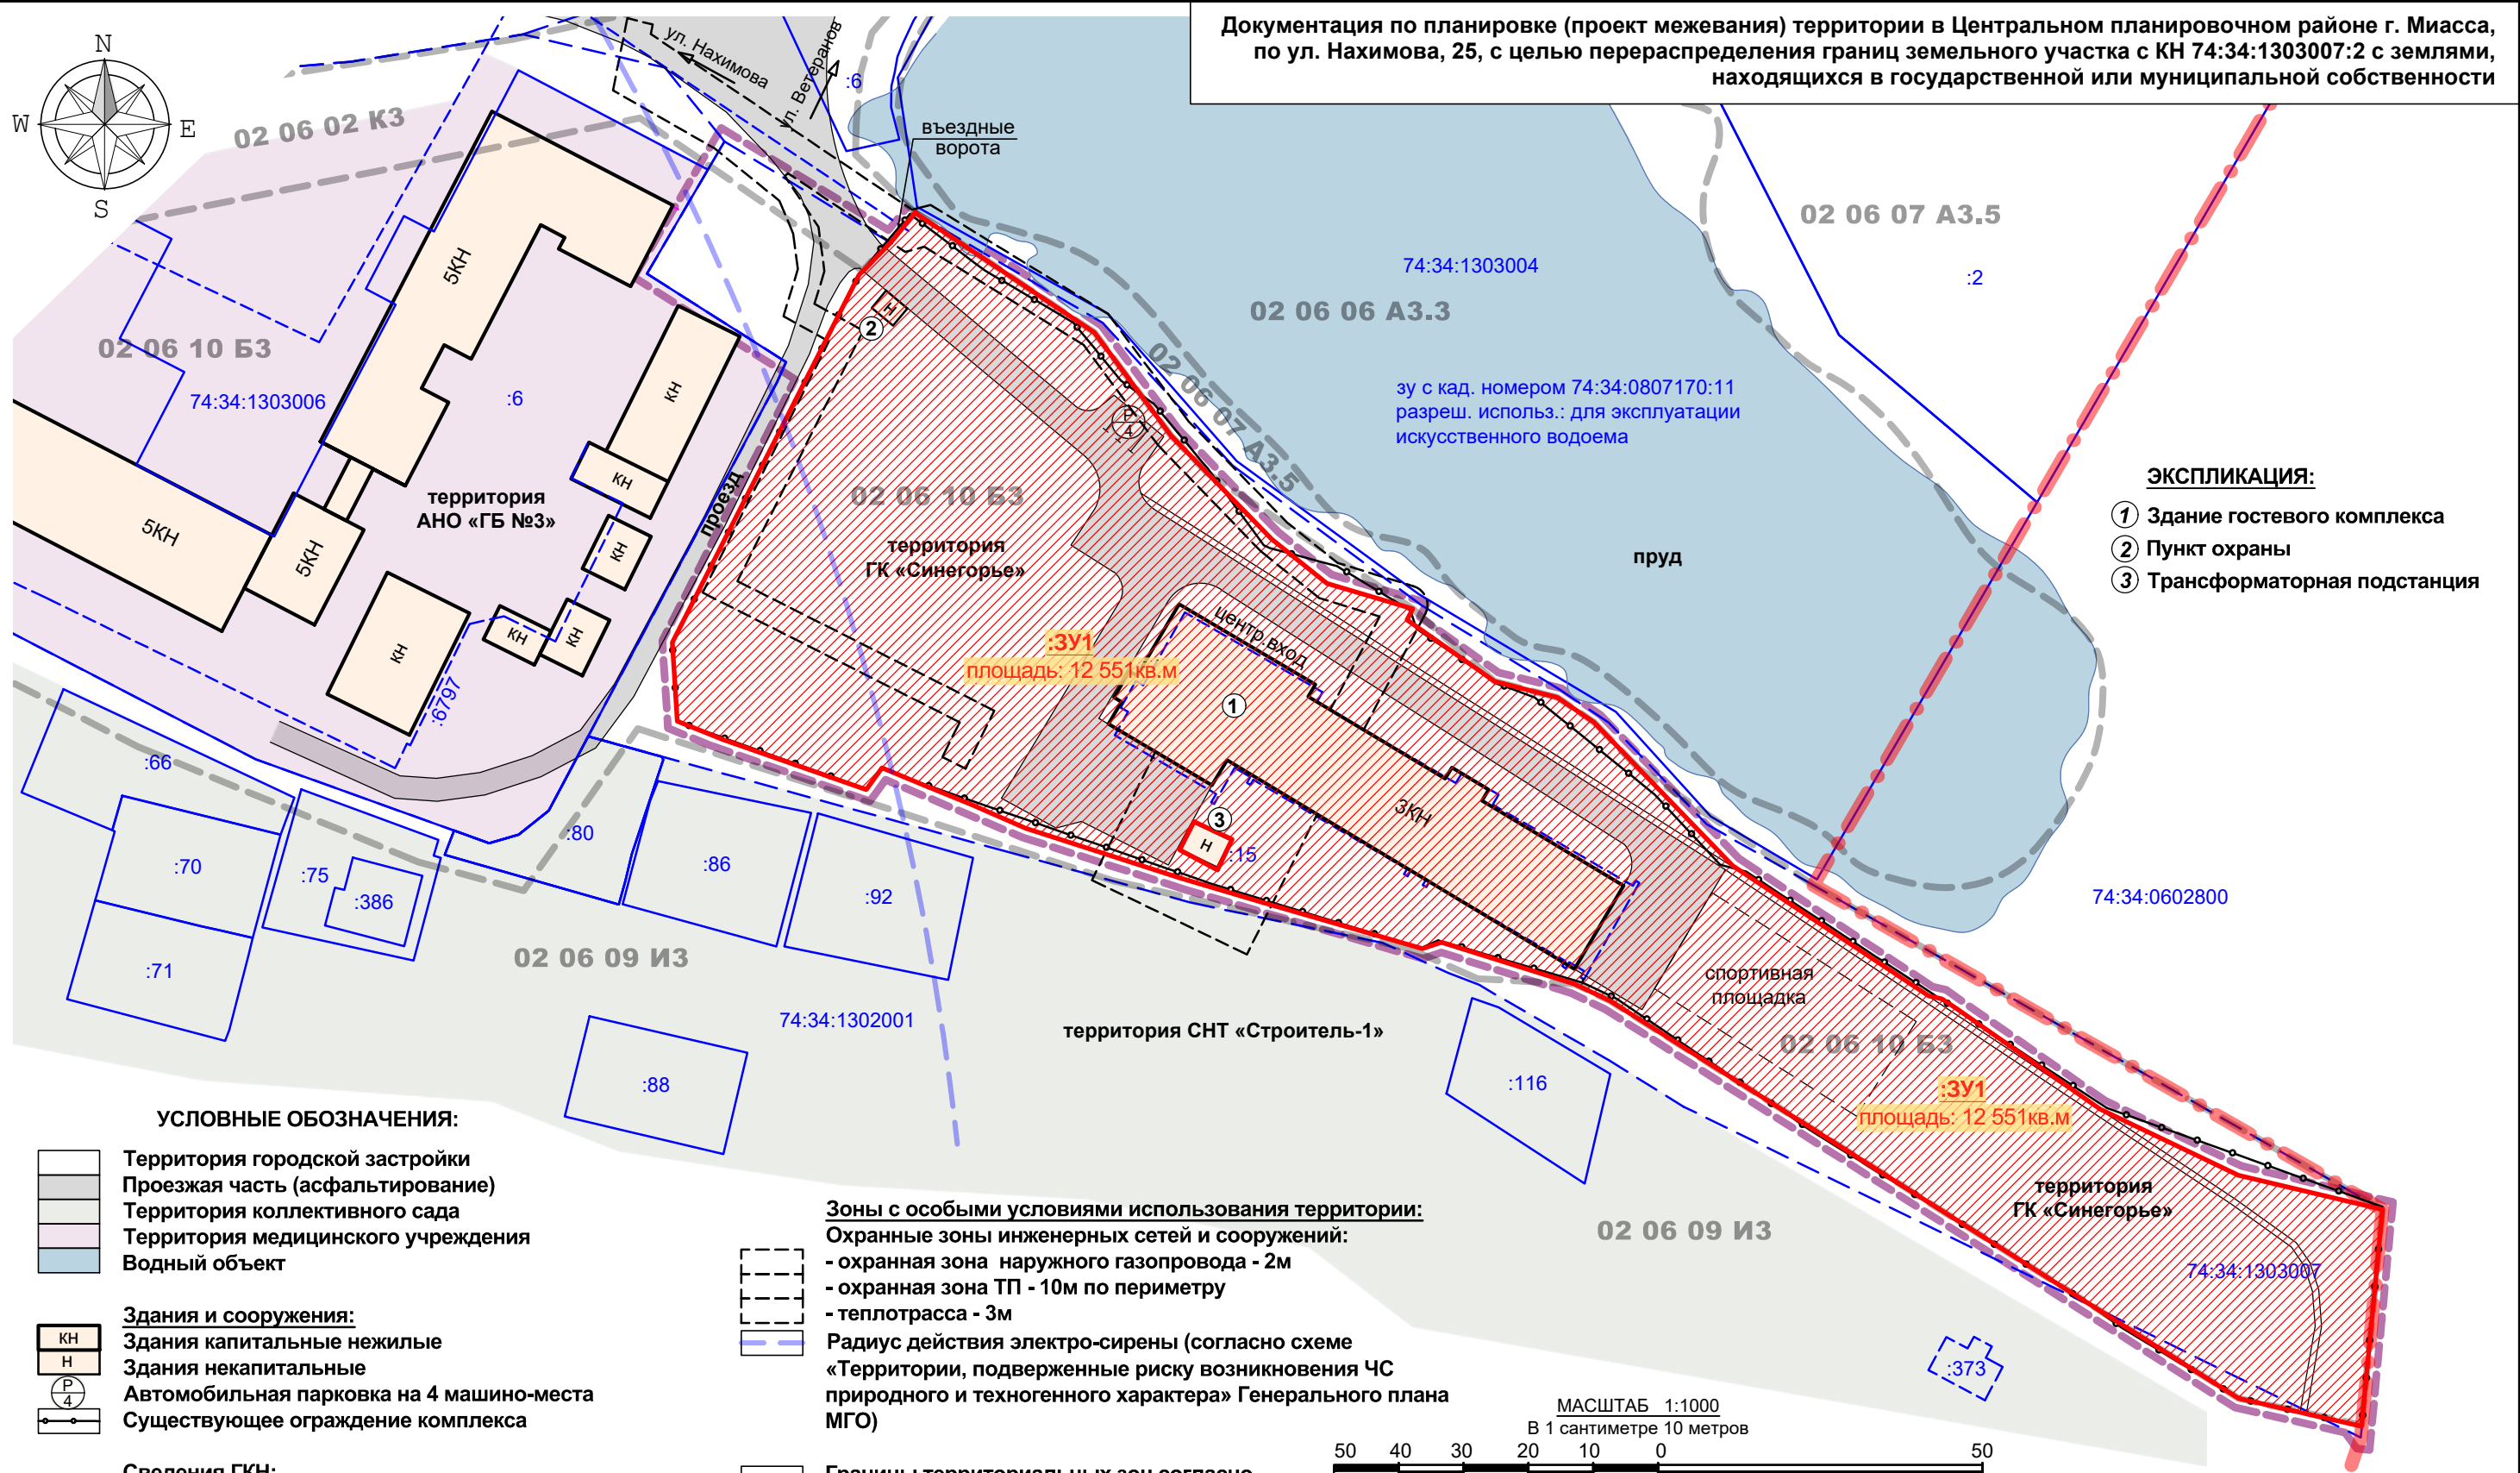 Документация по планировке (проект межевания) территории в Центральном планировочном районе г. Миасса,
по ул. Нахимова, 25, с целью перераспределения границ земельного участка с КН 74:34:1303007:2 с землями,
находящихся в государственной или муниципальной собственности
N
W
E
S
ул. Нахимова
ул. Ветеранов
:6
въездные
ворота
02 06 02 К3
02 06 07 А3.5
:2
74:34:1303004
02 06 06 А3.3
02 06 07 А3.5
зу с кад. номером 74:34:0807170:11
разреш. использ.: для эксплуатации
искусственного водоема
пруд
02 06 10 Б3
74:34:1303006
:6
5КН
5КН
5КН
кн
кн
кн
кн
кн
кн
территория
АНО «ГБ №3»
проезд
:6797
н
2
Р
4
02 06 10 Б3
территория
ГК «Синегорье»
:ЗУ1
площадь: 12 551кв.м
центр.вход
1
3КН
3
н
:15
ЭКСПЛИКАЦИЯ:
1 Здание гостевого комплекса
2 Пункт охраны
3 Трансформаторная подстанция
74:34:0602800
:66
:70
:71
:75
:386
:80
:86
:92
:88
:116
:373
02 06 09 И3
74:34:1302001
территория СНТ «Строитель-1»
спортивная
площадка
02 06 10 Б3
:ЗУ1
площадь: 12 551кв.м
территория
ГК «Синегорье»
74:34:1303007
02 06 09 И3
УСЛОВНЫЕ ОБОЗНАЧЕНИЯ:
Территория городской застройки
Проезжая часть (асфальтирование)
Территория коллективного сада
Территория медицинского учреждения
Водный объект
Здания и сооружения:
КН Здания капитальные нежилые
Н Здания некапитальные
Р
4 Автомобильная парковка на 4 машино-места
Существующее ограждение комплекса
Сведения ГКН:
Зоны с особыми условиями использования территории:
Охранные зоны инженерных сетей и сооружений:
- охранная зона наружного газопровода - 2м
- охранная зона ТП - 10м по периметру
- теплотрасса - 3м
Радиус действия электро-сирены (согласно схеме
«Территории, подверженные риску возникновения ЧС
природного и техногенного характера» Генерального плана
МГО)
Границы территориальных зон согласно
МАСШТАБ 1:1000
В 1 сантиметре 10 метров
50 40 30 20 10 0 50